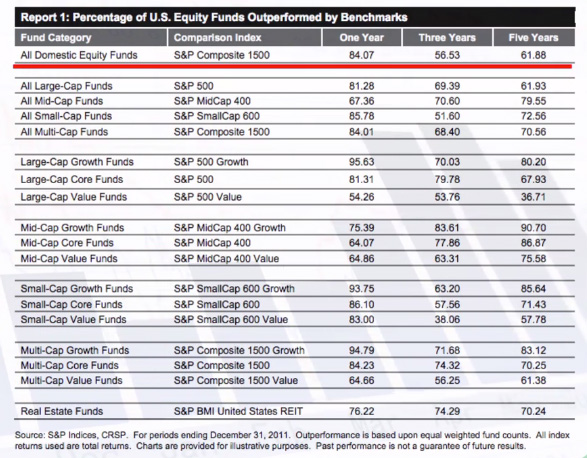 Report 1: Percentage of U.S. Equity Funds Outperformed by Benchmarks
Fund Category Comparison Index One Year Three Years Five Years
All Domestic Equity Funds S&P Composite 1500 84.07 56.53 61.88
All Large-Cap Funds S&P 500 81.28 69.39 61.93
All Mid-Cap Funds S&P MidCap 400 67.36 70.60 79.55
All Small-Cap Funds S&P SmallCap 600 85.78 51.60 72.56
All Multi-Cap Funds S&P Composite 1500 84.01 68.40 70.56
Large-Cap Growth Funds S&P 500 Growth 95.63 70.03 80.20
Large-Cap Core Funds S&P 500 81.31 79.78 67.93
Large-Cap Value Funds S&P 500 Value 54.26 53.76 36.71
Mid-Cap Growth Funds S&P MidCap 400 Growth 75.39 83.61 90.70
Mid-Cap Core Funds S&P MidCap 400 64.07 77.86 86.87
Mid-Cap Value Funds S&P MidCap 400 Value 64.86 63.31 75.58
Small-Cap Growth Funds S&P SmallCap 600 Growth 93.75 63.20 85.64
Small-Cap Core Funds S&P SmallCap 600 86.10 57.56 71.43
Small-Cap Value Funds S&P SmallCap 600 Value 83.00 38.06 57.78
Multi-Cap Growth Funds S&P Composite 1500 Growth 94.79 71.68 83.12
Multi-Cap Core Funds S&P Composite 1500 84.23 74.32 70.25
Multi-Cap Value Funds S&P Composite 1500 Value 64.66 56.25 61.38
Real Estate Funds S&P BMI United States REIT 76.22 74.29 70.24
Source: S&P Indices, CRSP. For periods ending December 31, 2011. Outperformance is based upon equal weighted fund counts. All index
returns used are total returns. Charts are provided for illustrative purposes. Past performance is not a guarantee of future results.